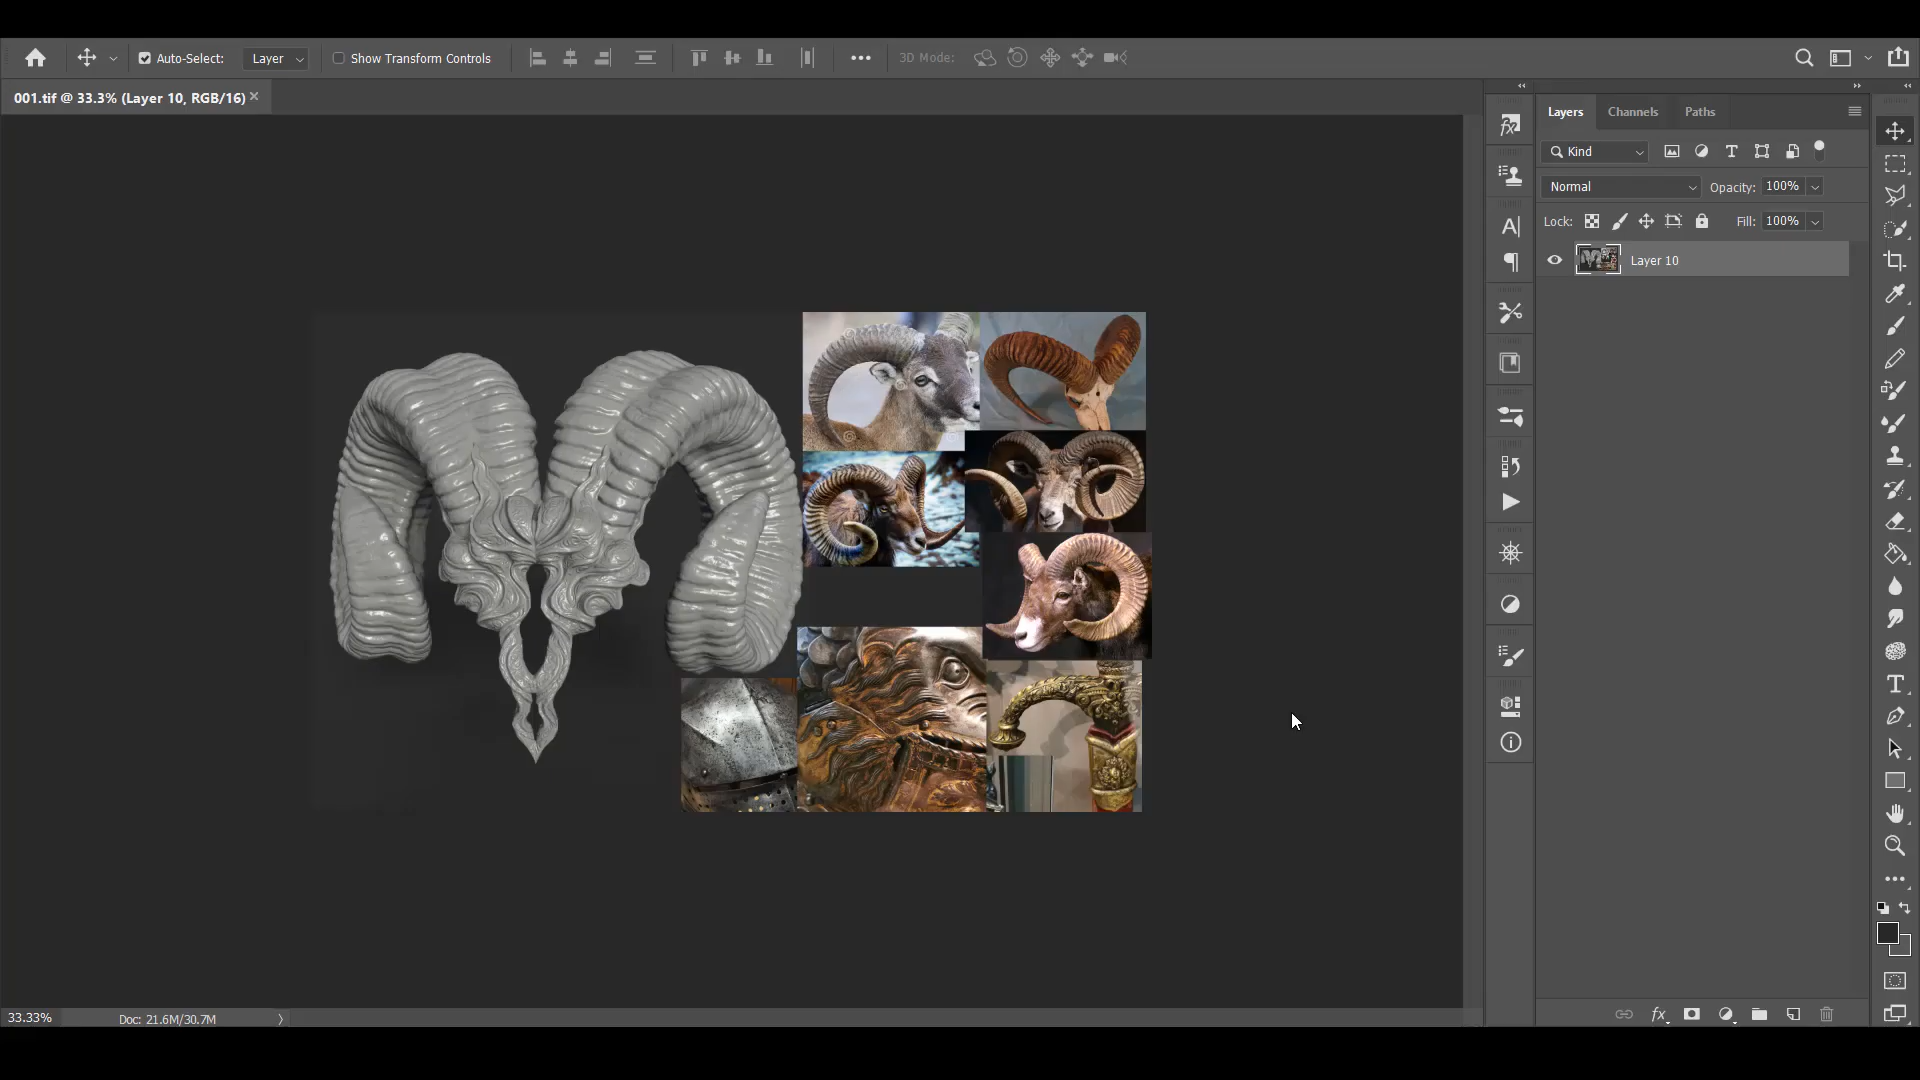 Auto-Select:
Layer
Show Transform Controls
3D Mode:
001.tif @ 33.3% (Layer 10, RGB/16)
Layers
Channels
Paths
Kind
Normal
Opacity: 100%
Lock:
Fill: 100%
Layer 10
33.33%
Doc: 21.6M/30.7M